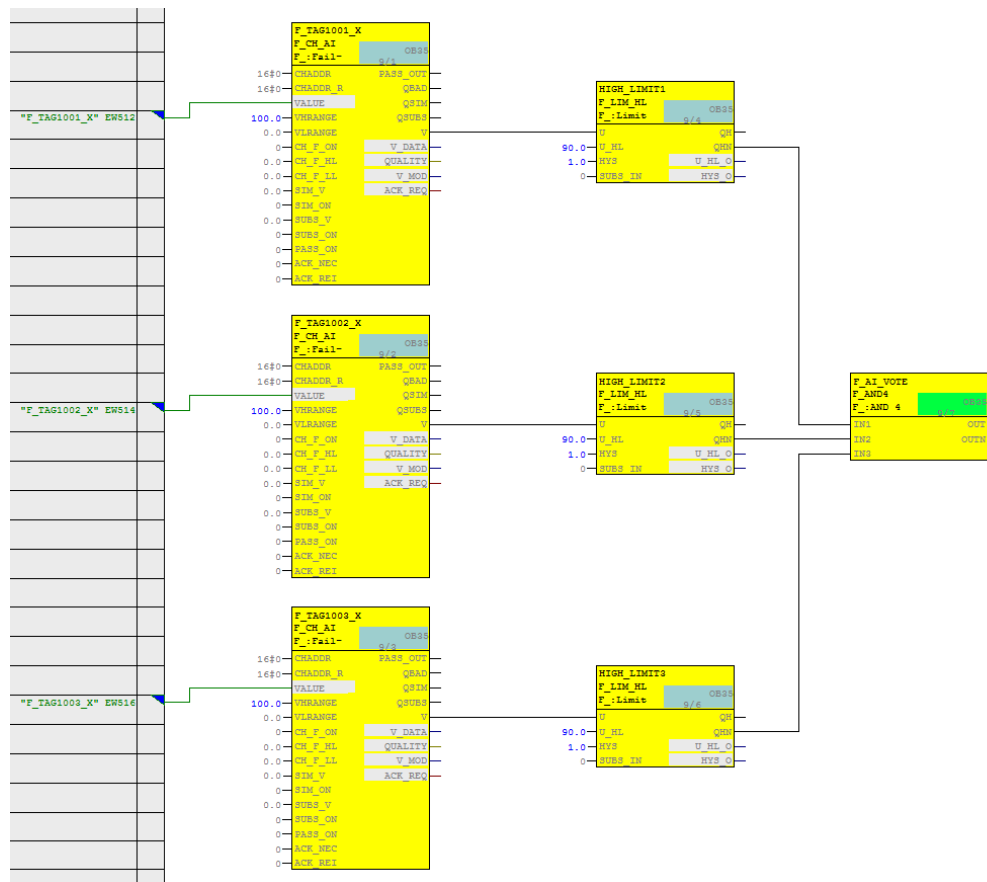 F_TAG1001_X
F_CH_AI OB35
F_:Fail- 9/1
16#0 CHADDR PASS_OUT
16#0 CHADDR_R QBAD
VALUE QSIM
"F_TAG1001_X" EW512
100.0 VHRANGE QSUBS
0.0 VLRANGE V
0 CH_F_ON V_DATA
0.0 CH_F_HL QUALITY
0.0 CH_F_LL V_MOD
0.0 SIM_V ACK_REQ
0 SIM_ON
0.0 SUBS_V
0 SUBS_ON
0 PASS_ON
0 ACK_NEC
0 ACK_REI
HIGH_LIMIT1
F_LIM_HL OB35
F_:Limit 9/4
U QH
90.0 U_HL QHN
1.0 HYS U_HL_O
0 SUBS_IN HYS_O
F_TAG1002_X
F_CH_AI OB35
F_:Fail- 9/2
16#0 CHADDR PASS_OUT
16#0 CHADDR_R QBAD
VALUE QSIM
"F_TAG1002_X" EW514
100.0 VHRANGE QSUBS
0.0 VLRANGE V
0 CH_F_ON V_DATA
0.0 CH_F_HL QUALITY
0.0 CH_F_LL V_MOD
0.0 SIM_V ACK_REQ
0 SIM_ON
0.0 SUBS_V
0 SUBS_ON
0 PASS_ON
0 ACK_NEC
0 ACK_REI
HIGH_LIMIT2
F_LIM_HL OB35
F_:Limit 9/5
U QH
90.0 U_HL QHN
1.0 HYS U_HL_O
0 SUBS_IN HYS_O
F_AI_VOTE
F_AND4 OB35
F_:AND 4 9/7
IN1 OUT
IN2 OUTN
IN3
F_TAG1003_X
F_CH_AI OB35
F_:Fail- 9/3
16#0 CHADDR PASS_OUT
16#0 CHADDR_R QBAD
VALUE QSIM
"F_TAG1003_X" EW516
100.0 VHRANGE QSUBS
0.0 VLRANGE V
0 CH_F_ON V_DATA
0.0 CH_F_HL QUALITY
0.0 CH_F_LL V_MOD
0.0 SIM_V ACK_REQ
0 SIM_ON
0.0 SUBS_V
0 SUBS_ON
0 PASS_ON
0 ACK_NEC
0 ACK_REI
HIGH_LIMIT3
F_LIM_HL OB35
F_:Limit 9/6
U QH
90.0 U_HL QHN
1.0 HYS U_HL_O
0 SUBS_IN HYS_O